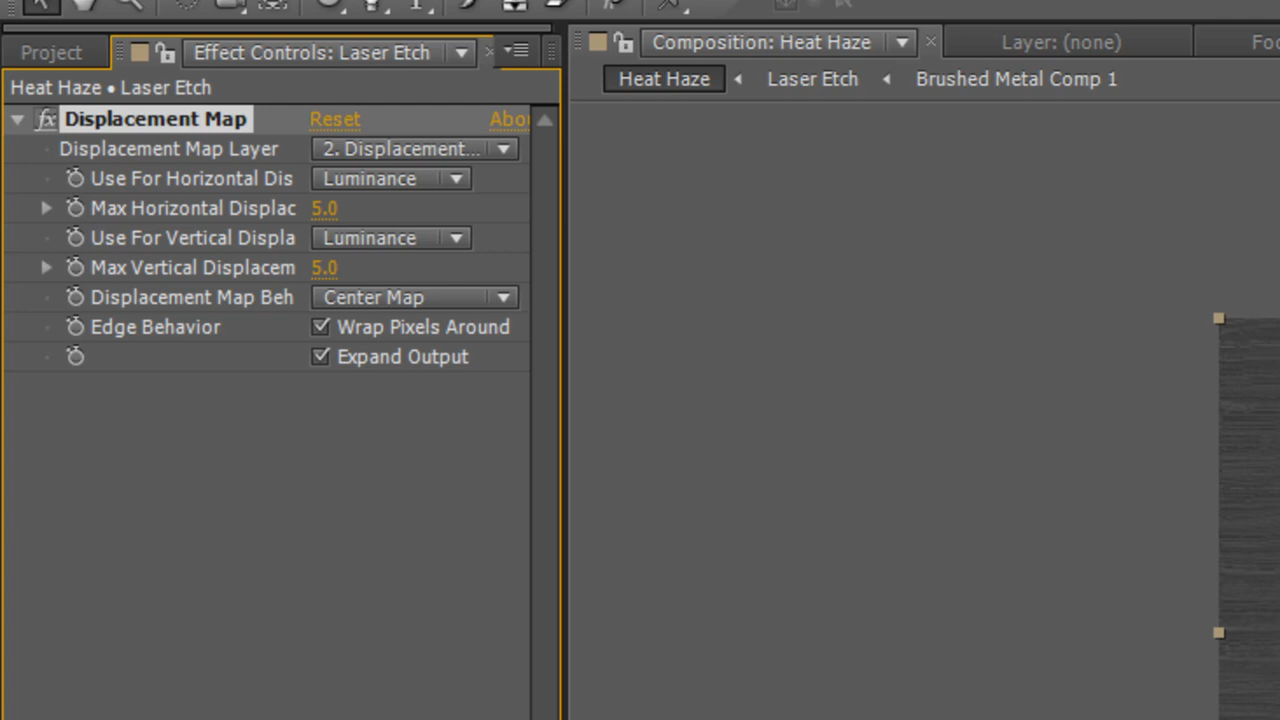 Project
Effect Controls: Laser Etch
Composition: Heat Haze
Layer: (none)
Heat Haze • Laser Etch
Heat Haze
Laser Etch
Brushed Metal Comp 1
fx Displacement Map
Reset
Displacement Map Layer
2. Displacement...
Use For Horizontal Dis
Luminance
Max Horizontal Displac
5.0
Use For Vertical Displa
Luminance
Max Vertical Displacem
5.0
Displacement Map Beh
Center Map
Edge Behavior
Wrap Pixels Around
Expand Output